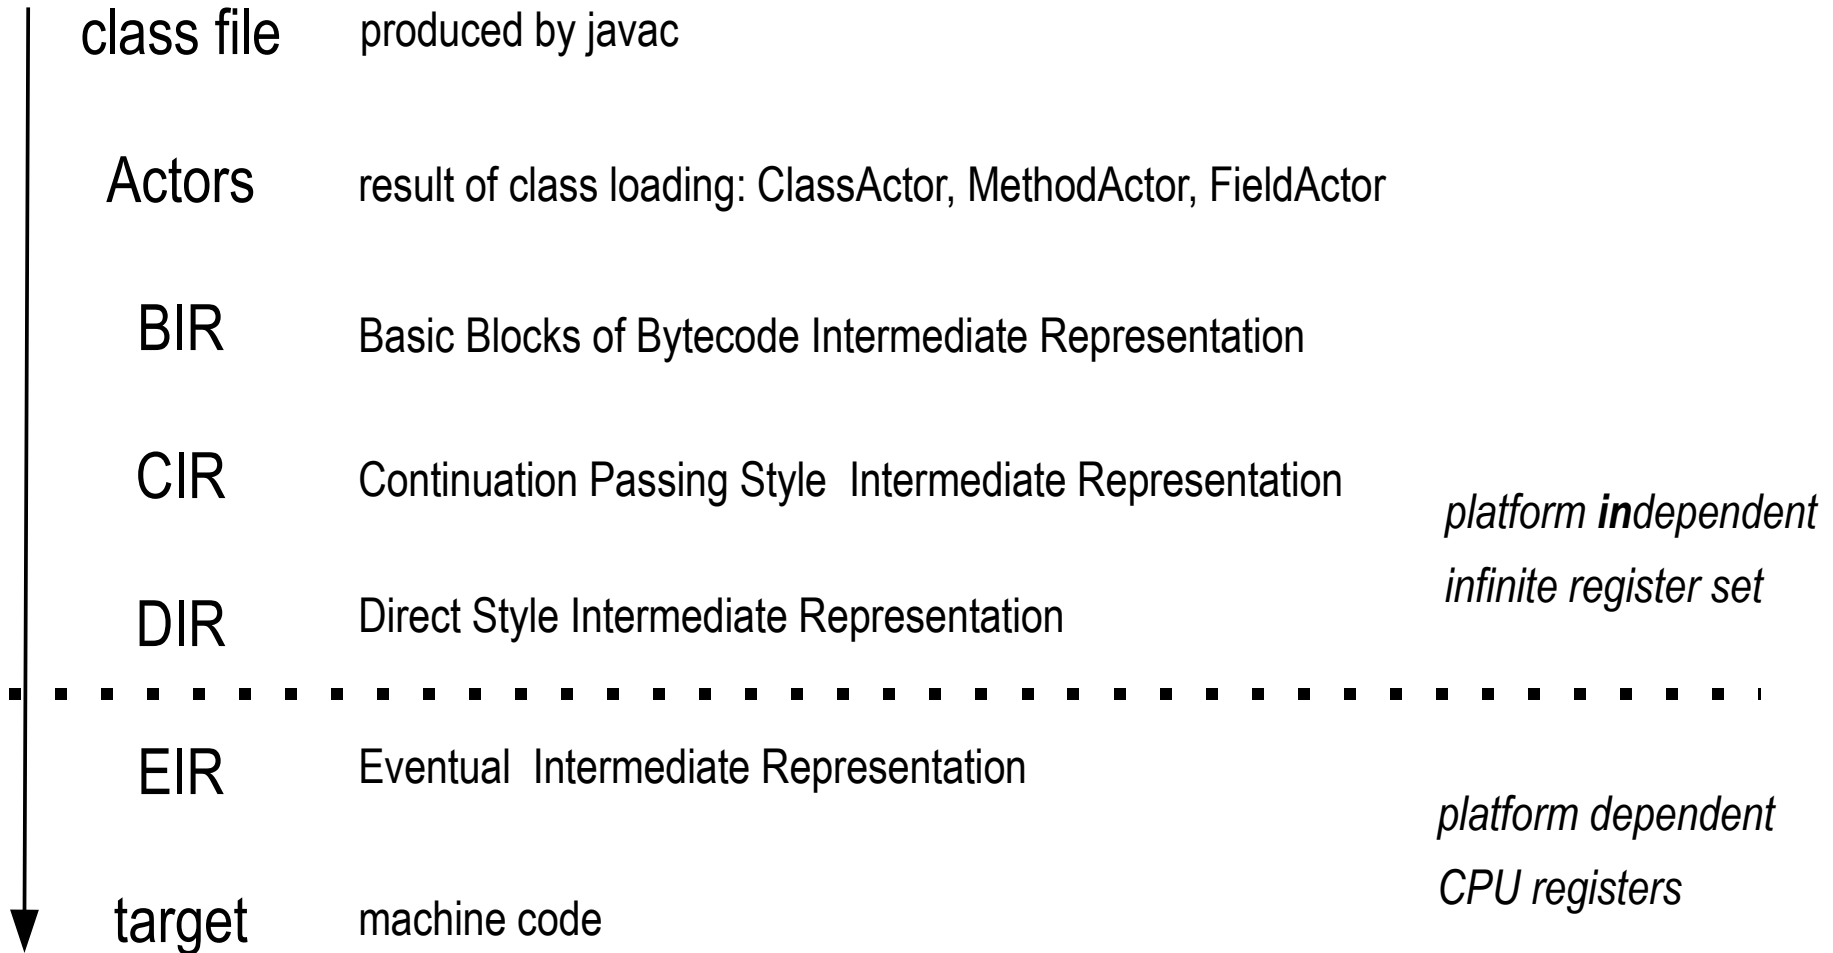 class file produced by javac
Actors result of class loading: ClassActor, MethodActor, FieldActor
BIR Basic Blocks of Bytecode Intermediate Representation
CIR Continuation Passing Style Intermediate Representation
platform independent
infinite register set
DIR Direct Style Intermediate Representation
EIR Eventual Intermediate Representation
platform dependent
CPU registers
target machine code